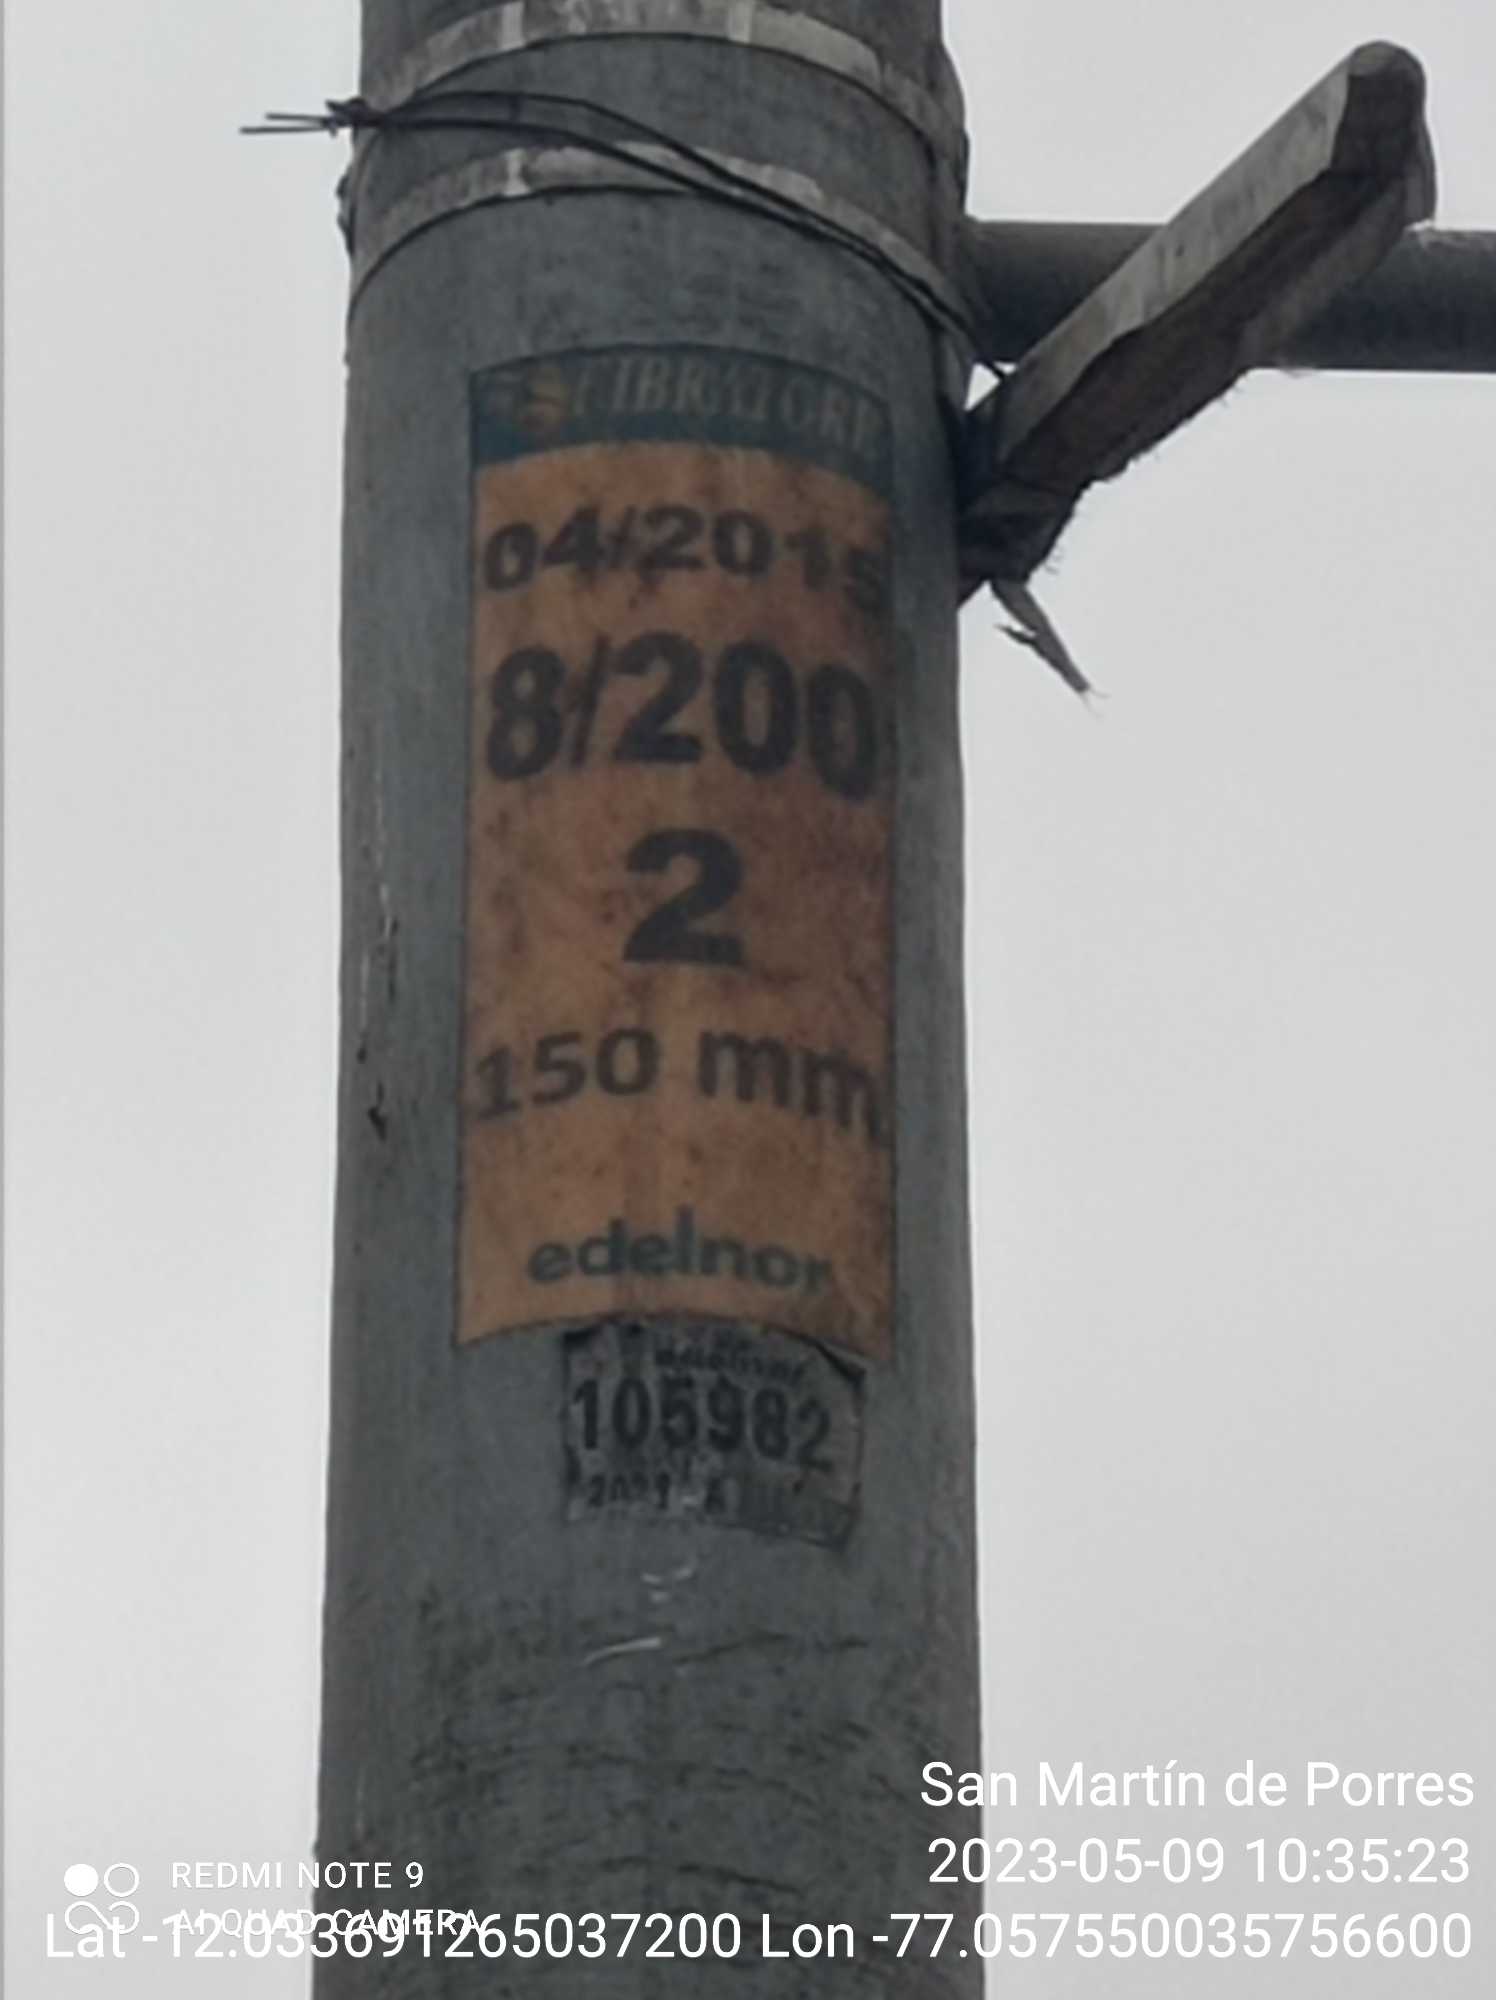 04/2015
8/200
2
150 mm.
edelnor
105982
San Martín de Porres
2023-05-09 10:35:23
REDMI NOTE 9
AI QUAD CAMERA
Lat -12.033691265037200 Lon -77.057550035756600